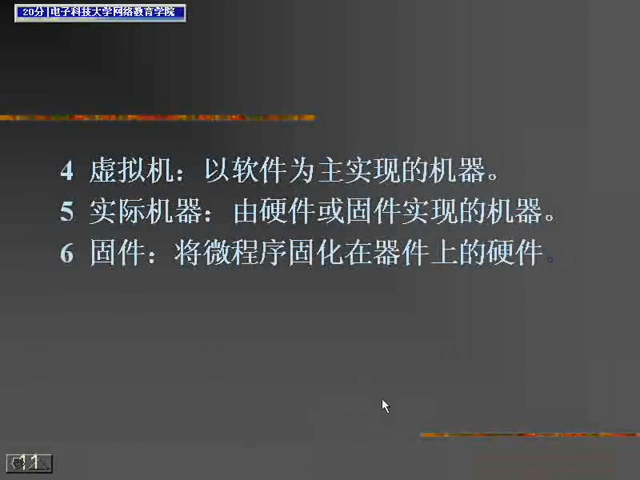 20分 电子科技大学网络教育学院
4 虚拟机：以软件为主实现的机器。
5 实际机器：由硬件或固件实现的机器。
6 固件：将微程序固化在器件上的硬件。
11